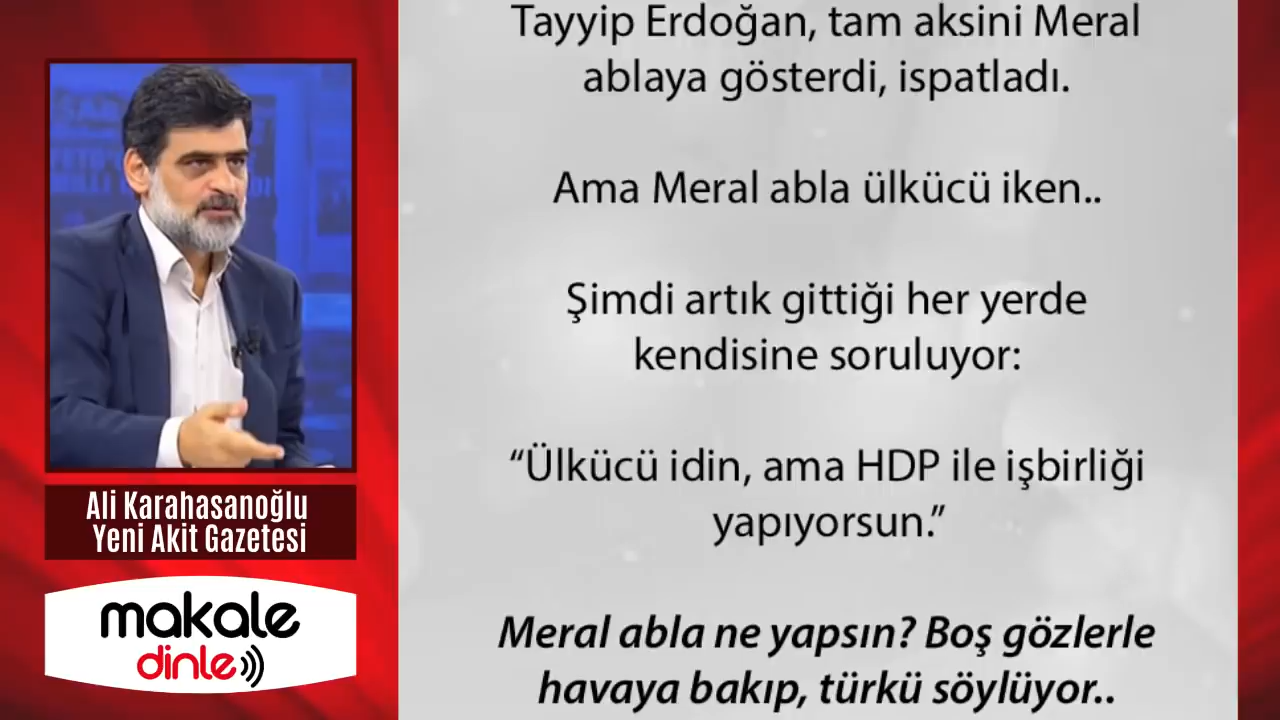 Tayyip Erdoğan, tam aksini Meral
ablaya gösterdi, ispatladı.
Ama Meral abla ülkücü iken..
Şimdi artık gittiği her yerde
kendisine soruluyor:
“Ülkücü idin, ama HDP ile işbirliği
yapıyorsun.”
Meral abla ne yapsın? Boş gözlerle
havaya bakıp, türkü söylüyor..
Ali Karahasanoğlu
Yeni Akit Gazetesi
makale
dinle